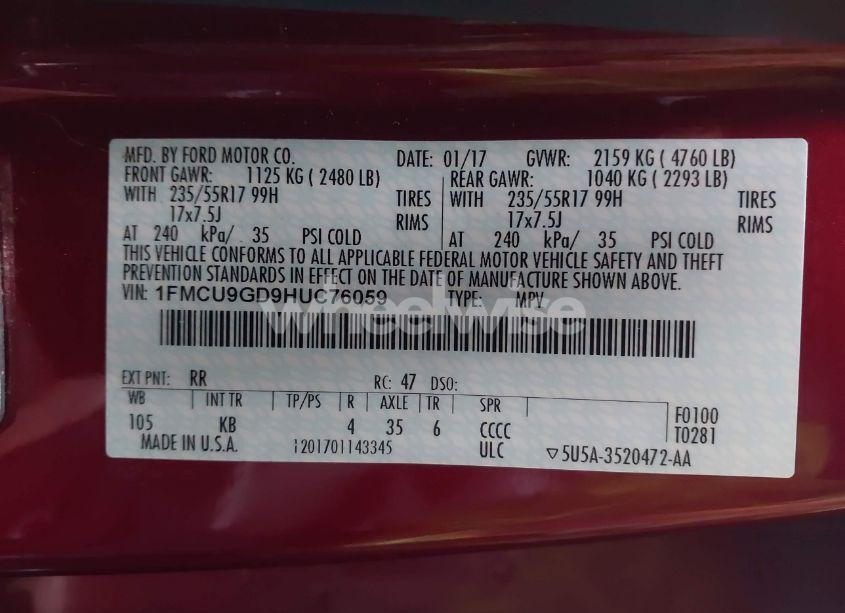 MFD. BY FORD MOTOR CO. DATE: 01/17 GVWR: 2159 KG ( 4760 LB)
FRONT GAWR: 1125 KG ( 2480 LB) REAR GAWR: 1040 KG ( 2293 LB)
WITH 235/55R17 99H TIRES WITH 235/55R17 99H TIRES
17x7.5J RIMS 17x7.5J RIMS
AT 240 kPa/ 35 PSI COLD AT 240 kPa/ 35 PSI COLD
THIS VEHICLE CONFORMS TO ALL APPLICABLE FEDERAL MOTOR VEHICLE SAFETY AND THEFT
PREVENTION STANDARDS IN EFFECT ON THE DATE OF MANUFACTURE SHOWN ABOVE.
VIN: 1FMCU9GD9HUC76059 TYPE: MPV
wheelwise
EXT PNT: RR RC: 47 DSO:
WB INT TR TP/PS R AXLE TR SPR F0100
105 KB 4 35 6 CCCC T0281
MADE IN U.S.A. 201701143345 ULC 5U5A-3520472-AA